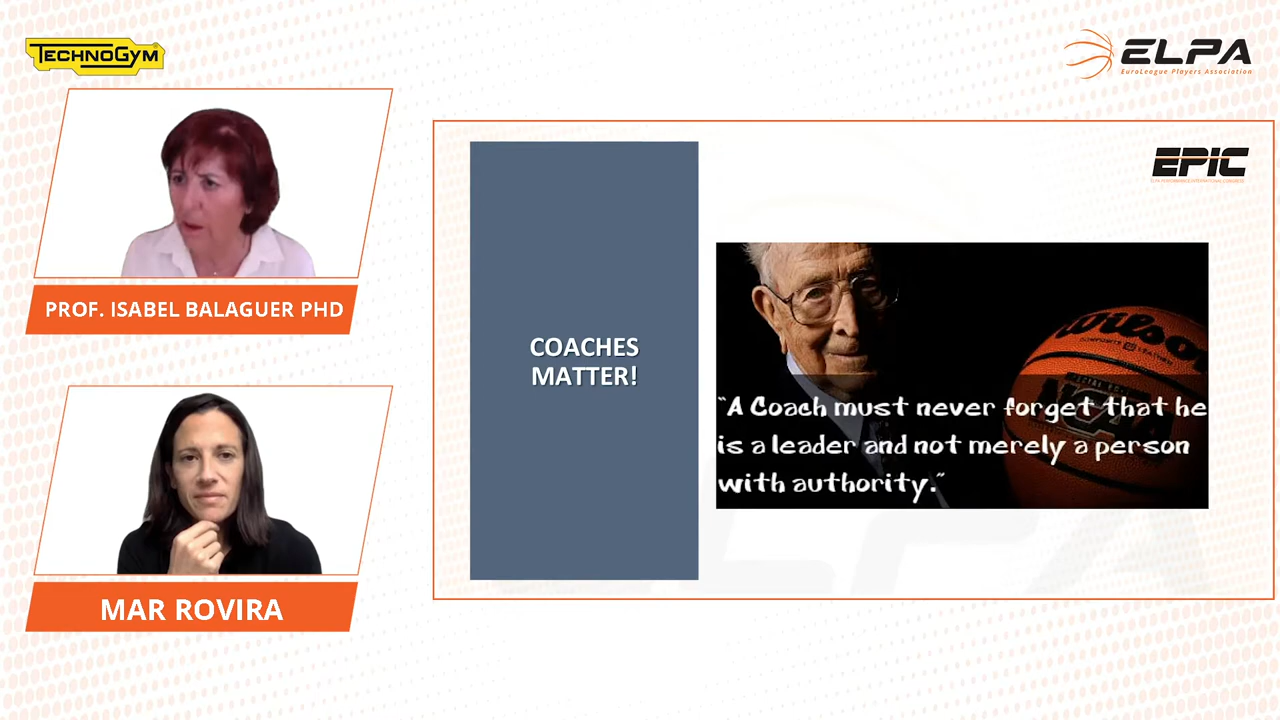 TECHNOGYM
ELPA
EuroLeague Players Association
PROF. ISABEL BALAGUER PHD
MAR ROVIRA
EPIC
COACHES
MATTER!
Wilson
"A Coach must never forget that he
is a leader and not merely a person
with authority."
ELPA